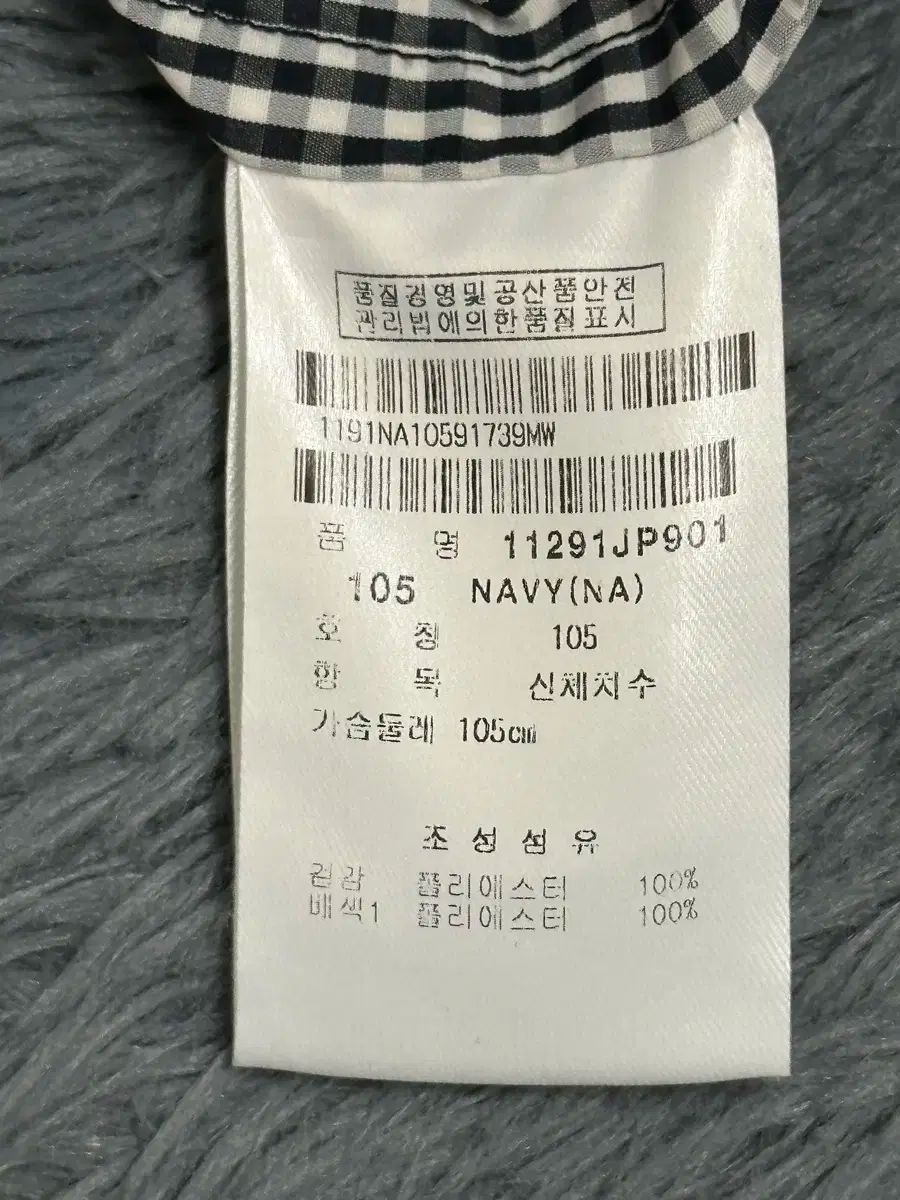 품질경영및공산품안전
관리법에의한품질표시
1191NA10591739MW
품 명 11291JP901
105 NAVY(NA)
호 칭 105
항 목 신체치수
가슴둘레 105cm
조성섬유
겉감 폴리에스터 100%
배색1 폴리에스터 100%